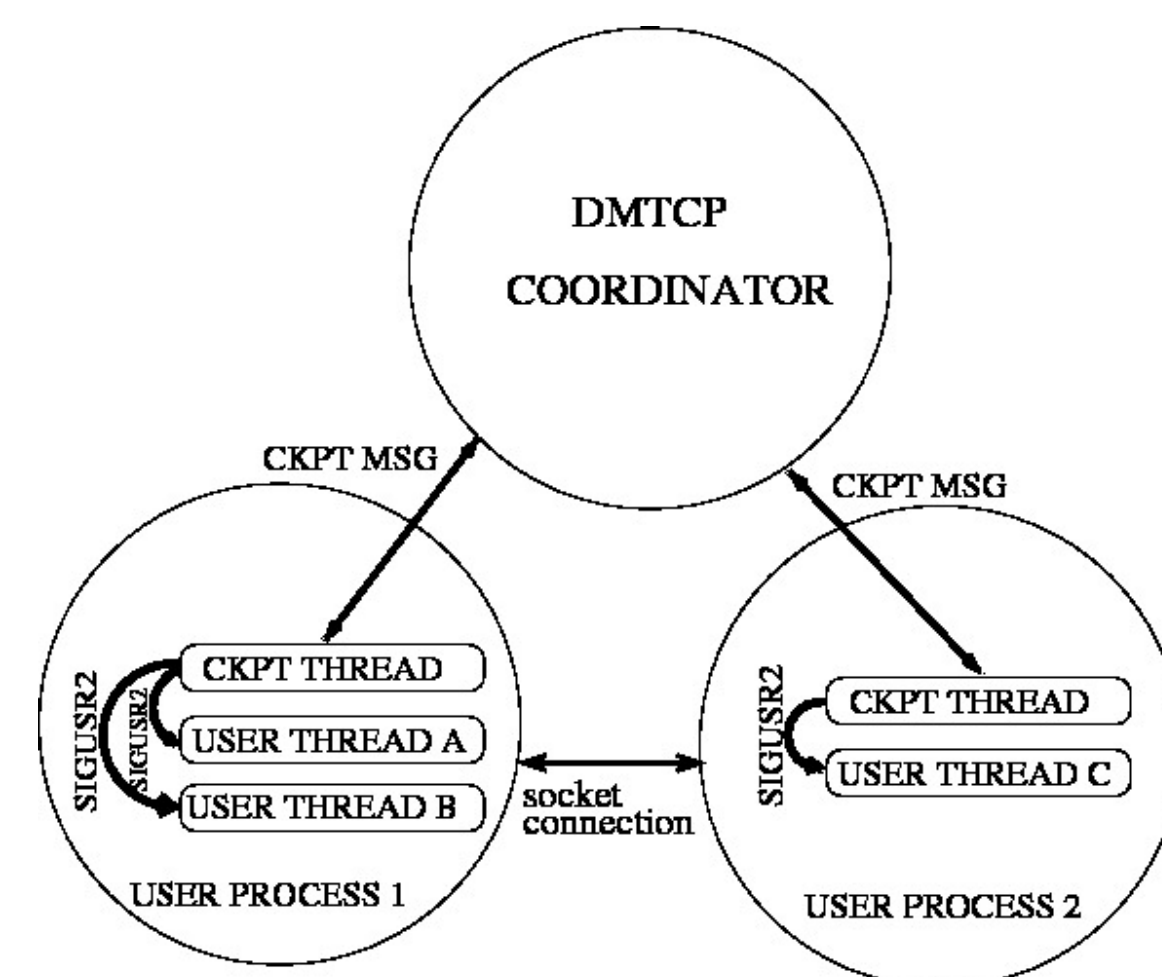 DMTCP
COORDINATOR
CKPT MSG
CKPT MSG
CKPT THREAD
SIGUSR2
SIGUSR2
USER THREAD A
USER THREAD B
USER PROCESS 1
socket
connection
CKPT THREAD
SIGUSR2
USER THREAD C
USER PROCESS 2